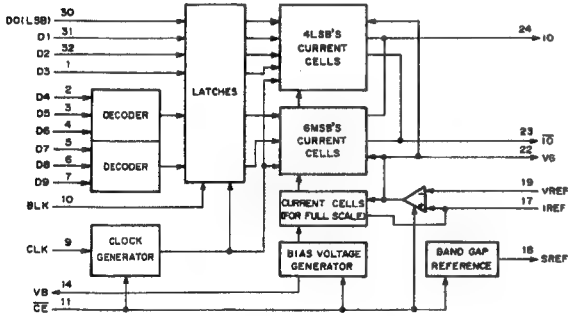 DO(LSB) 30
D1 31
D2 32
D3 1
D4 2
D5 3
D6 4
D7 5
D8 6
D9 7
BLK 10
CLK 9
VB 14
CE 11
DECODER
DECODER
LATCHES
CLOCK
GENERATOR
4LSB'S
CURRENT
CELLS
6MSB'S
CURRENT
CELLS
CURRENT CELLS
(FOR FULL SCALE)
BIAS VOLTAGE
GENERATOR
BAND GAP
REFERENCE
24 IO
23 IO
22 VG
19 VREF
17 IREF
18 SREF